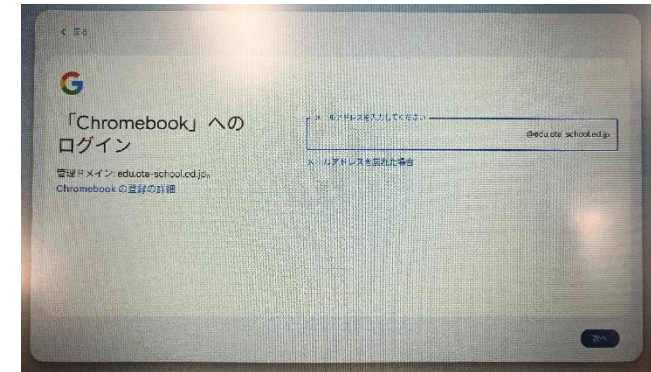 戻る
「Chromebook」への
ログイン
管理ドメイン: edu.ota-school.ed.jp。
Chromebook の登録の詳細
メールアドレスを入力してください
@edu.ota-school.ed.jp
メールアドレスを忘れた場合
次へ